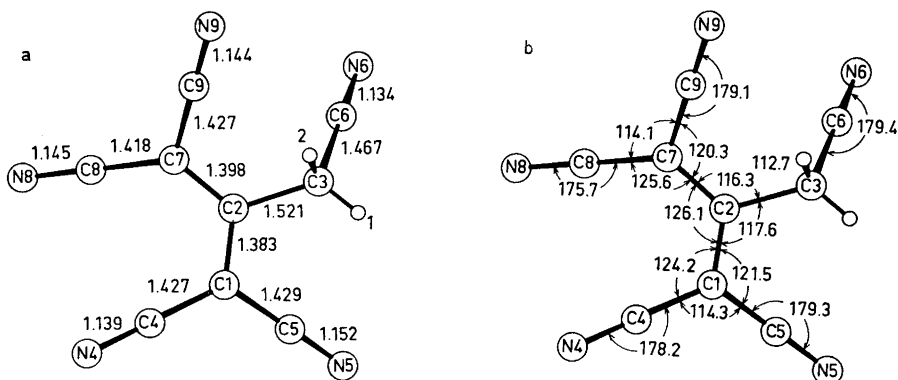 a
N9
1.144
C9
N6
1.134
C6
1.427
1.145
1.418
2
1.467
N8
C8
C7
1.398
C3
C2
1.521
1
1.383
C1
1.427
1.429
1.139
C4
C5
1.152
N4
N5
b
N9
N6
C9
179.1
C6
179.4
114.1
C7
120.3
112.7
N8
C8
175.7
125.6
116.3
C3
C2
126.1
117.6
124.2
C1
121.5
C4
114.3
C5
179.3
N4
178.2
N5